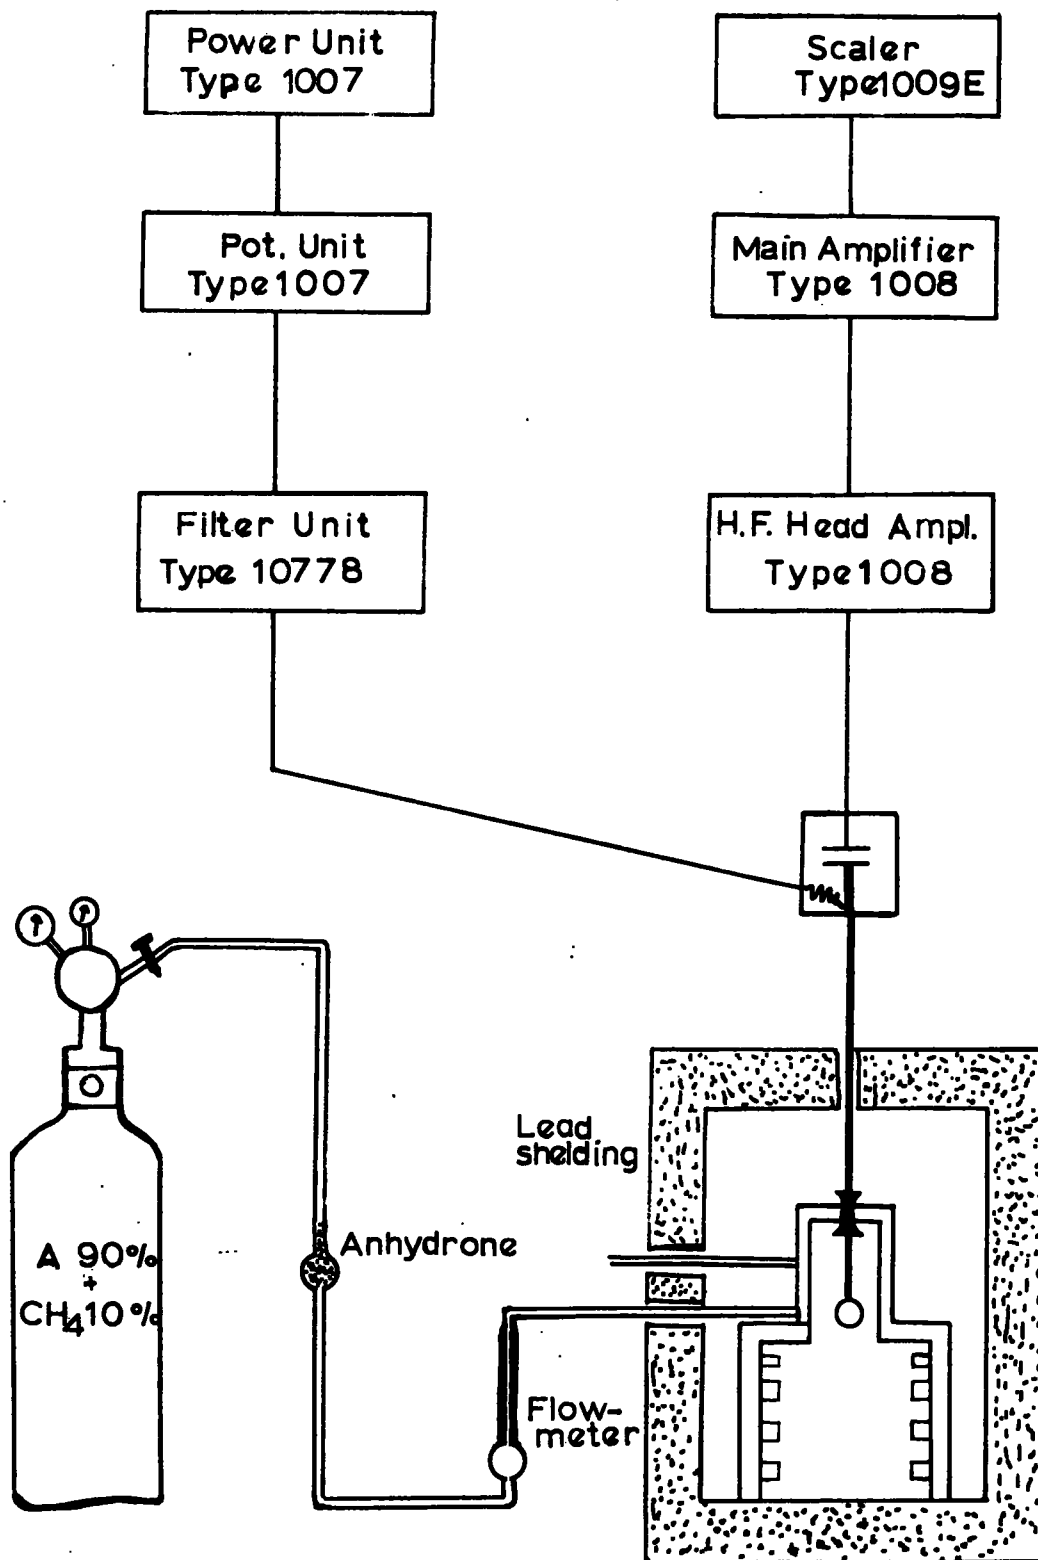 Power Unit
Type 1007
Scaler
Type1009E
Pot. Unit
Type1007
Main Amplifier
Type 1008
Filter Unit
Type 10778
H.F. Head Ampl.
Type1008
Lead
shelding
Anhydrone
A 90%
+
CH₄10%
Flow-
meter